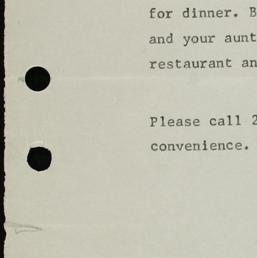 for dinner. B
and your aunt
restaurant an
Please call 2
convenience.